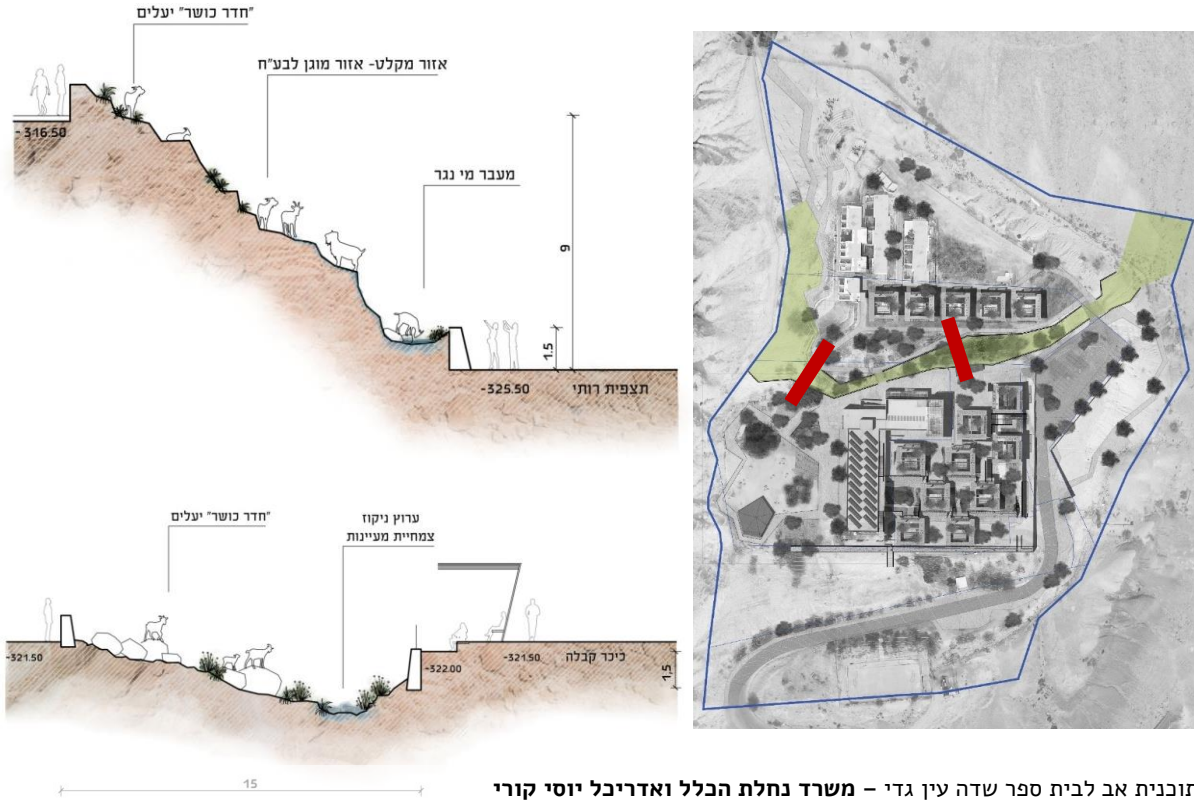 "חדר כושר" יעלים
אזור מקלט- אזור מוגן לבע"ח
מעבר מי נגר
- 316.50
9
1.5
-325.50
תצפית רותי
"חדר כושר" יעלים
ערוץ ניקוז
צמחיית מעיינות
-321.50
-322.00
-321.50
כיכר קבלה
1.5
15
תוכנית אב לבית ספר שדה עין גדי – משרד נחלת הכלל ואדריכל יוסי קורי